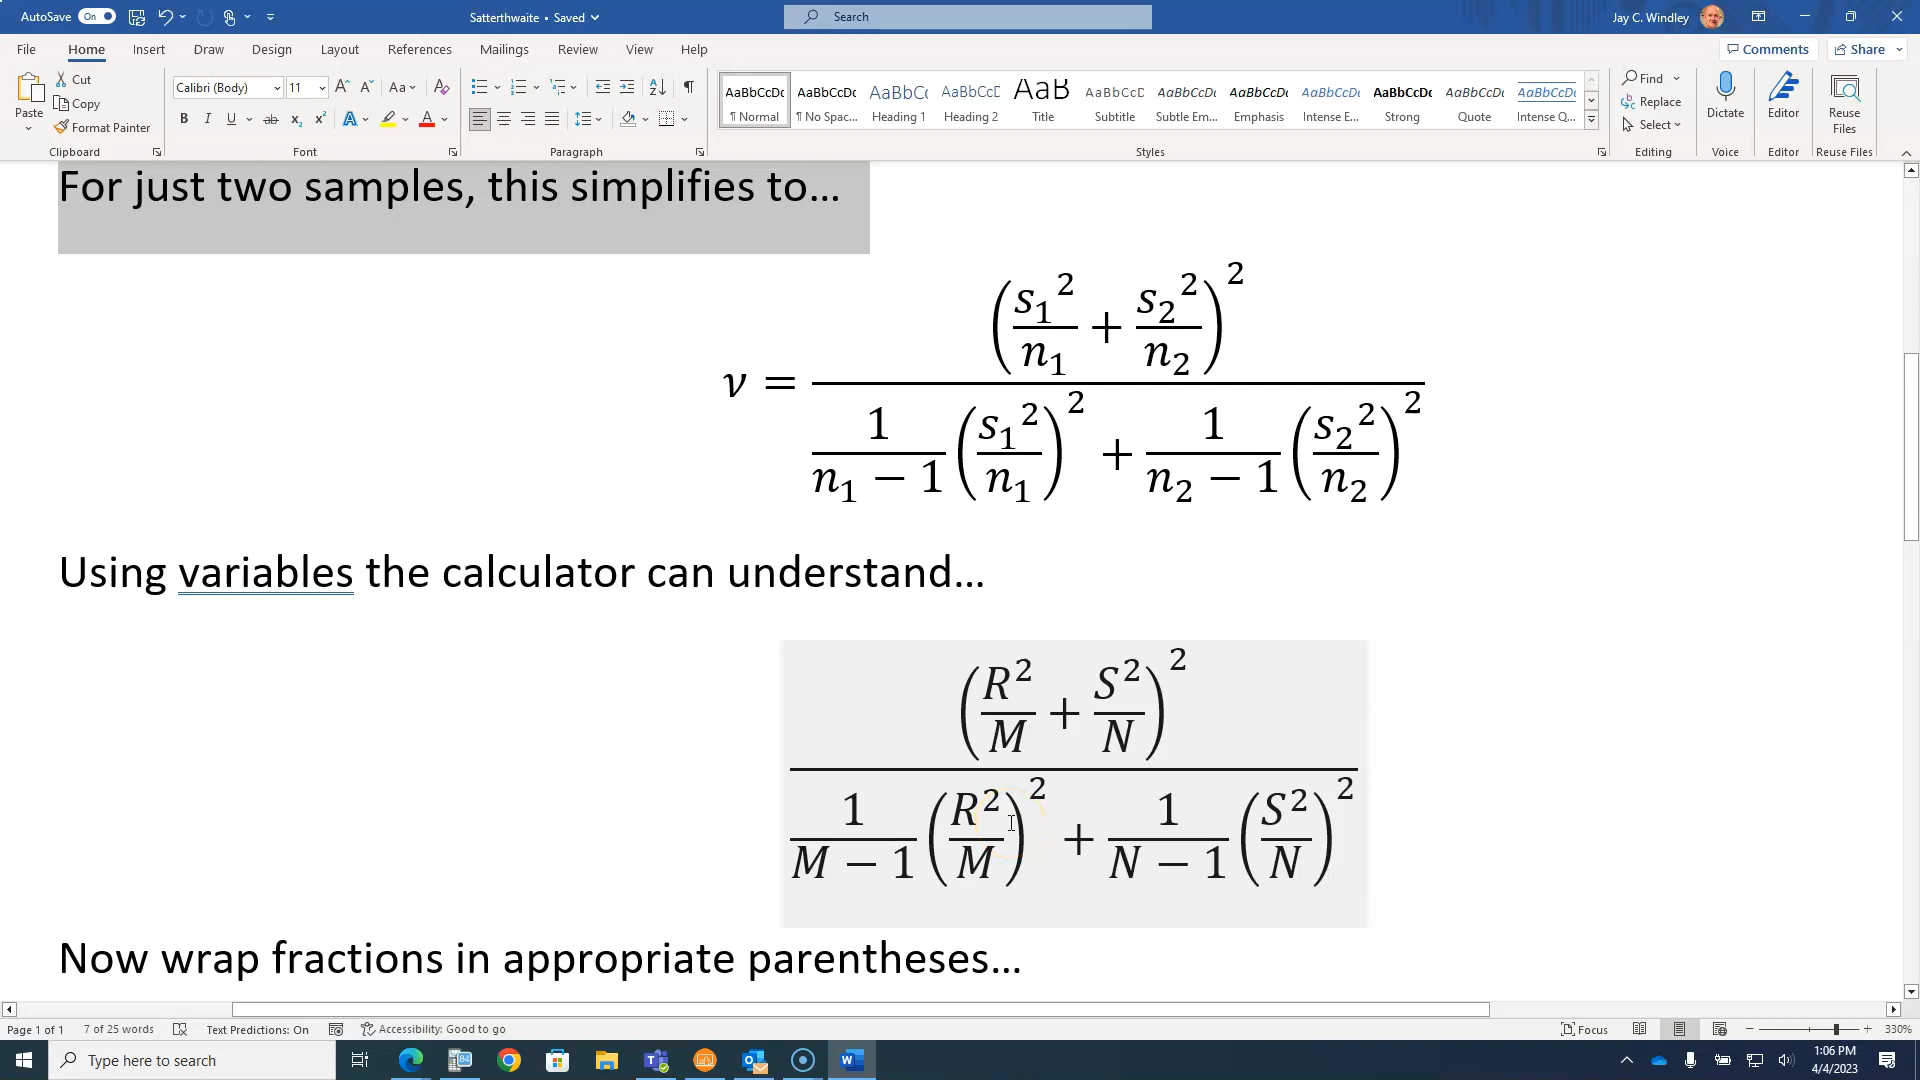 AutoSave On Satterthwaite • Saved Search Jay C. Windley
File Home Insert Draw Design Layout References Mailings Review View Help Comments Share
Paste Cut Copy Format Painter
Calibri (Body) 11 A A Aa A
B I U ab x₂ x² A A
AaBbCcDc AaBbCcDc AaBbCc AaBbCcD AaB AaBbCcD AaBbCcDc AaBbCcDc AaBbCcDc AaBbCcDc AaBbCcDc AaBbCcDc
¶ Normal ¶ No Spac... Heading 1 Heading 2 Title Subtitle Subtle Em... Emphasis Intense E... Strong Quote Intense Q...
Find Replace Select Dictate Editor Reuse Files
Clipboard Font Paragraph Styles Editing Voice Editor Reuse Files
For just two samples, this simplifies to...
ν = (s₁²/n₁ + s₂²/n₂)² / (1/(n₁ − 1) (s₁²/n₁)² + 1/(n₂ − 1) (s₂²/n₂)²)
Using variables the calculator can understand...
(R²/M + S²/N)² / (1/(M − 1) (R²/M)² + 1/(N − 1) (S²/N)²)
Now wrap fractions in appropriate parentheses...
Page 1 of 1 7 of 25 words Text Predictions: On Accessibility: Good to go Focus 330%
Type here to search 1:06 PM
4/4/2023